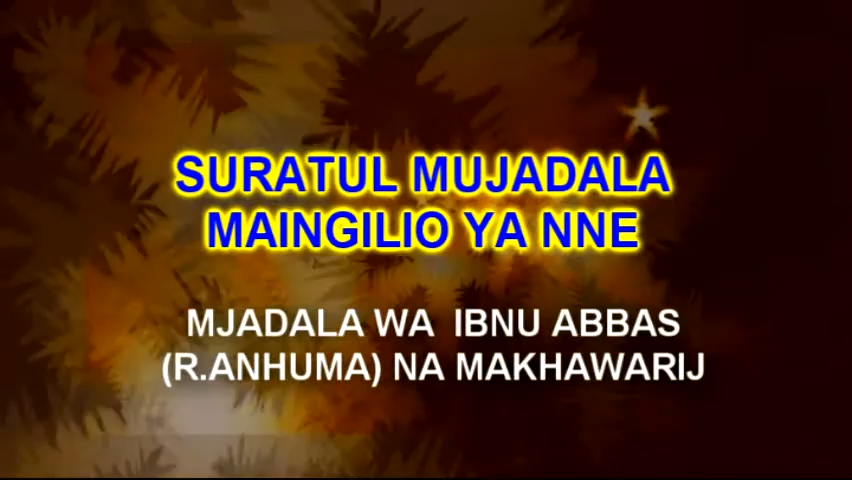 SURATUL MUJADALA
MAINGILIO YA NNE
MJADALA WA IBNU ABBAS
(R.ANHUMA) NA MAKHAWARIJ